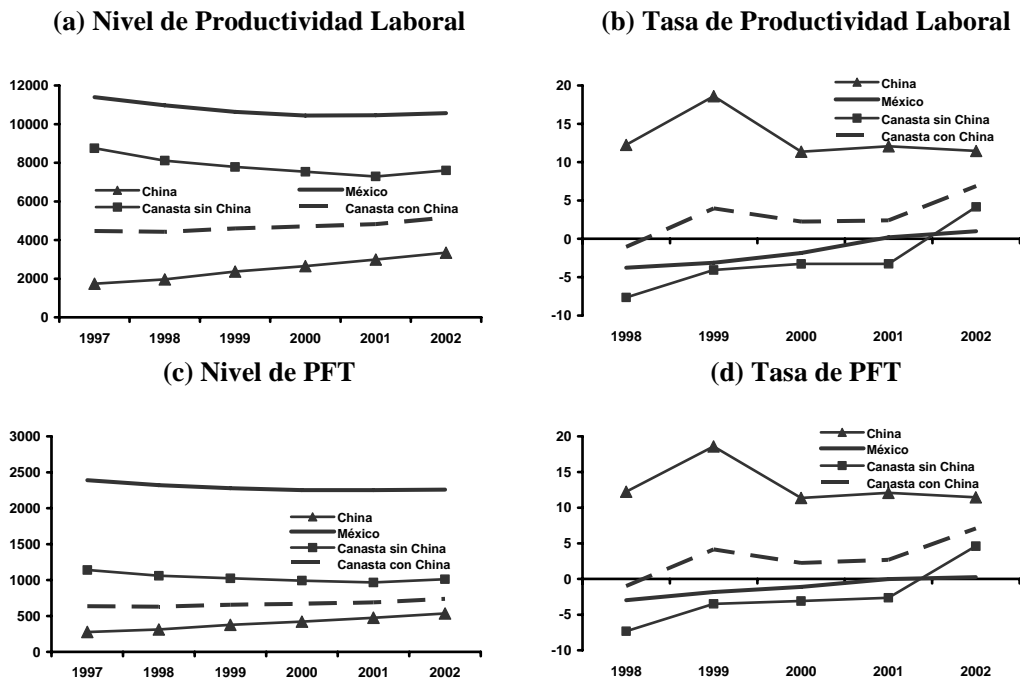 (a) Nivel de Productividad Laboral
(b) Tasa de Productividad Laboral
12000
10000
8000
6000
4000
2000
0
China
México
Canasta sin China
Canasta con China
1997 1998 1999 2000 2001 2002
20
15
10
5
0
-5
-10
China
México
Canasta sin China
Canasta con China
1998 1999 2000 2001 2002
(c) Nivel de PFT
(d) Tasa de PFT
3000
2500
2000
1500
1000
500
0
China
México
Canasta sin China
Canasta con China
1997 1998 1999 2000 2001 2002
20
15
10
5
0
-5
-10
China
México
Canasta sin China
Canasta con China
1998 1999 2000 2001 2002